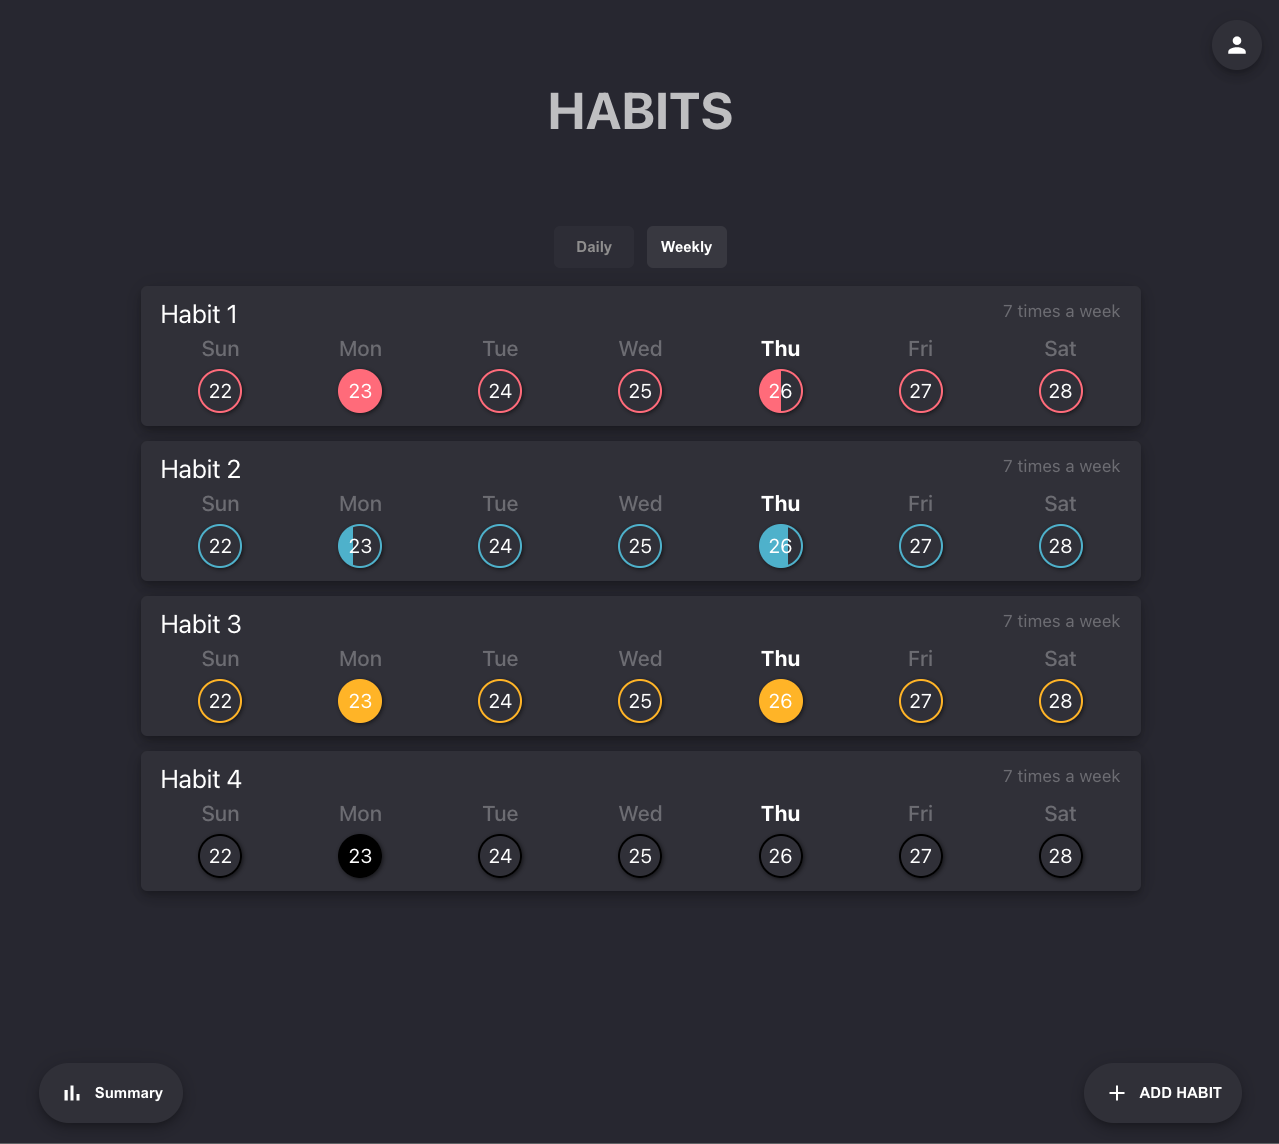 HABITS
Daily Weekly
Habit 1 7 times a week
Sun Mon Tue Wed Thu Fri Sat
22 23 24 25 26 27 28
Habit 2 7 times a week
Sun Mon Tue Wed Thu Fri Sat
22 23 24 25 26 27 28
Habit 3 7 times a week
Sun Mon Tue Wed Thu Fri Sat
22 23 24 25 26 27 28
Habit 4 7 times a week
Sun Mon Tue Wed Thu Fri Sat
22 23 24 25 26 27 28
Summary ADD HABIT